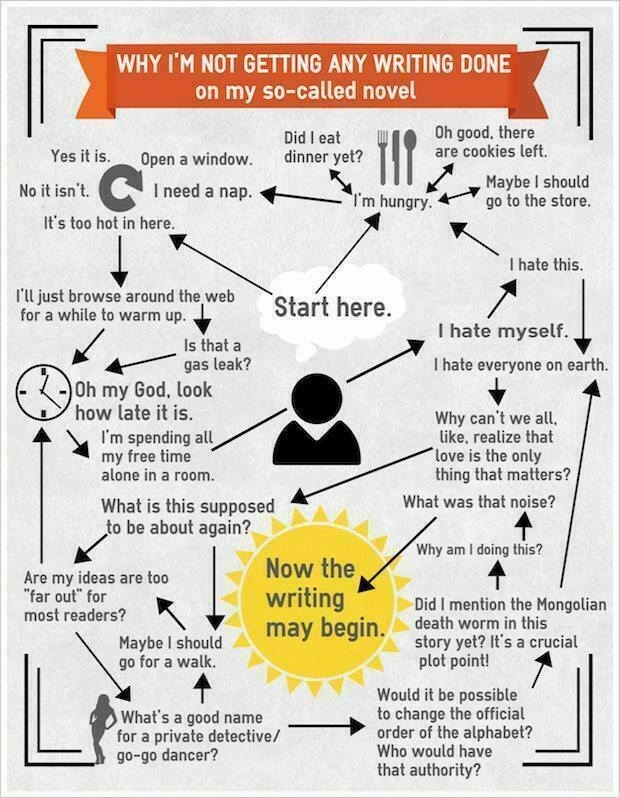 WHY I'M NOT GETTING ANY WRITING DONE
on my so-called novel
Did I eat
dinner yet?
Oh good, there
are cookies left.
Yes it is.
Open a window.
No it isn't.
I need a nap.
I'm hungry.
Maybe I should
go to the store.
It's too hot in here.
I hate this.
I'll just browse around the web
for a while to warm up.
Start here.
Is that a
gas leak?
I hate myself.
I hate everyone on earth.
Oh my God, look
how late it is.
I'm spending all
my free time
alone in a room.
Why can't we all,
like, realize that
love is the only
thing that matters?
What is this supposed
to be about again?
What was that noise?
Why am I doing this?
Now the
writing
may begin.
Are my ideas are too
"far out" for
most readers?
Did I mention the Mongolian
death worm in this
story yet? It's a crucial
plot point!
Maybe I should
go for a walk.
What's a good name
for a private detective/
go-go dancer?
Would it be possible
to change the official
order of the alphabet?
Who would have
that authority?